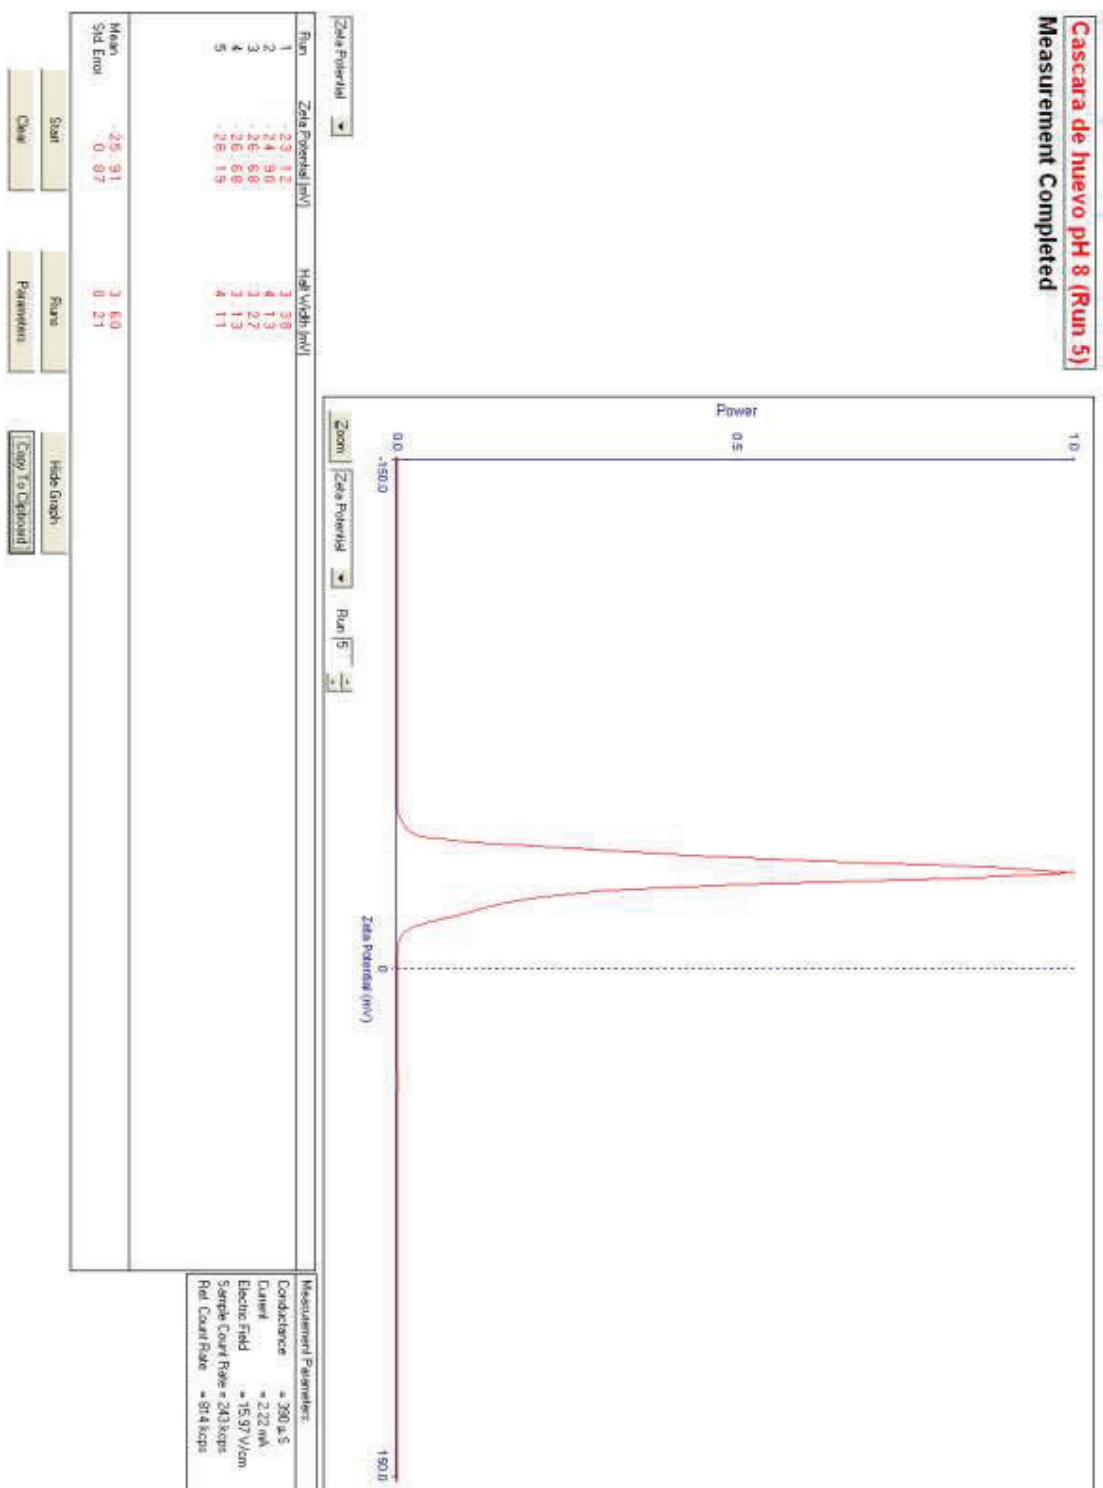 Cascara de huevo pH 8 (Run 5)
Measurement Completed
Power
1.0
0.5
0.0
-150.0
0
150.0
Zeta Potential (mV)
Zoom
Zeta Potential
Run 5
Zeta Potential
Run Zeta Potential (mV) Half Width (mV)
1 -23.12 3.38
2 -24.90 4.13
3 -26.68 3.27
4 -26.68 3.13
5 -28.19 4.11
Mean -25.91 3.60
Std. Error 0.87 0.21
Measurement Parameters:
Conductance = 390 µS
Current = 2.22 mA
Electric Field = 15.97 V/cm
Sample Count Rate = 243 kcps
Ref. Count Rate = 814 kcps
Start Runs Hide Graph
Clear Parameters Copy To Clipboard